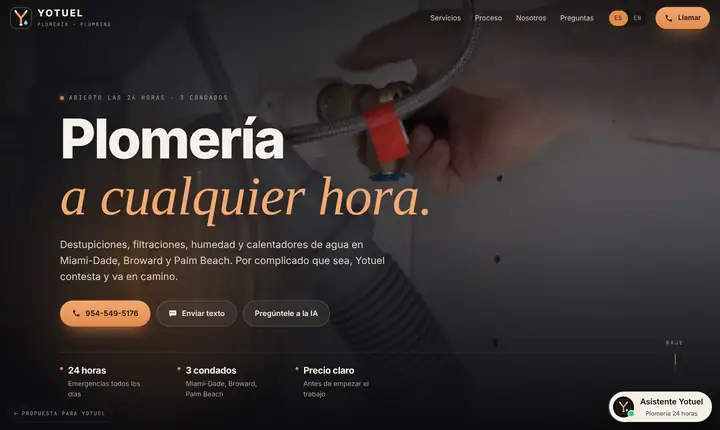 YOTUEL
PLOMERÍA · PLUMBING
Servicios
Proceso
Nosotros
Preguntas
ES
EN
Llamar
ABIERTO LAS 24 HORAS · 3 CONDADOS
Plomería
a cualquier hora.
Destupiciones, filtraciones, humedad y calentadores de agua en
Miami-Dade, Broward y Palm Beach. Por complicado que sea, Yotuel
contesta y va en camino.
954-549-5176
Enviar texto
Pregúntele a la IA
BAJE
24 horas
Emergencias todos los
días
3 condados
Miami-Dade, Broward,
Palm Beach
Precio claro
Antes de empezar el
trabajo
← PROPUESTA PARA YOTUEL
Asistente Yotuel
Plomería 24 horas